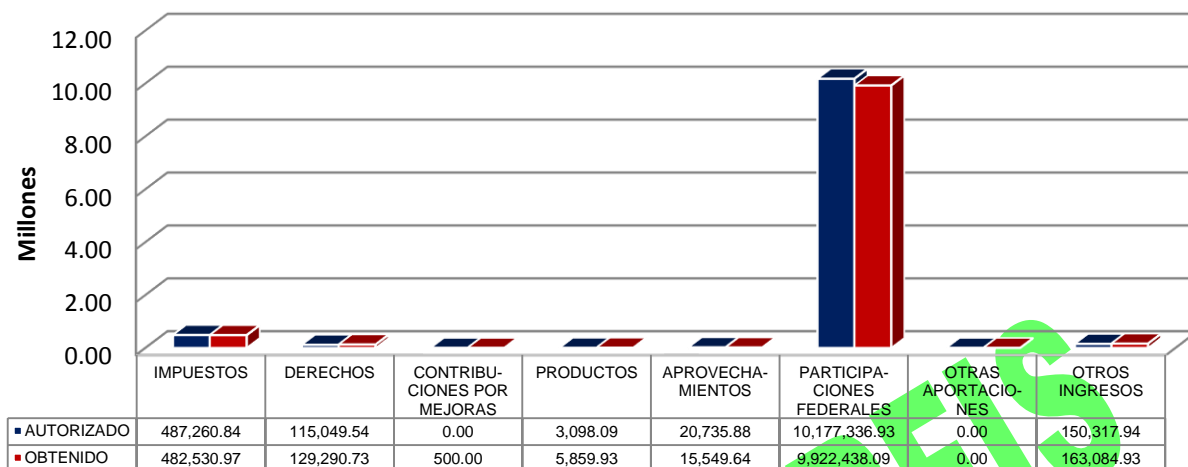 12.00
10.00
8.00
6.00
4.00
2.00
0.00
Millones
IMPUESTOS DERECHOS CONTRIBU-CIONES POR MEJORAS PRODUCTOS APROVECHA-MIENTOS PARTICIPA-CIONES FEDERALES OTRAS APORTACIO-NES OTROS INGRESOS
AUTORIZADO 487,260.84 115,049.54 0.00 3,098.09 20,735.88 10,177,336.93 0.00 150,317.94
OBTENIDO 482,530.97 129,290.73 500.00 5,859.93 15,549.64 9,922,438.09 0.00 163,084.93